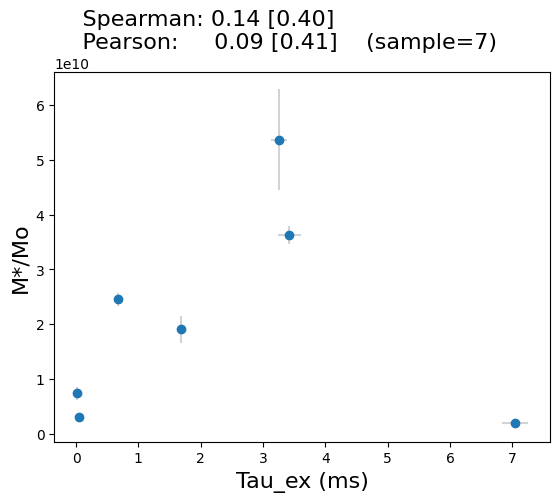 Spearman: 0.14 [0.40]
Pearson: 0.09 [0.41] (sample=7)
1e10
6
5
4
3
2
1
0
M*/Mo
0 1 2 3 4 5 6 7
Tau_ex (ms)